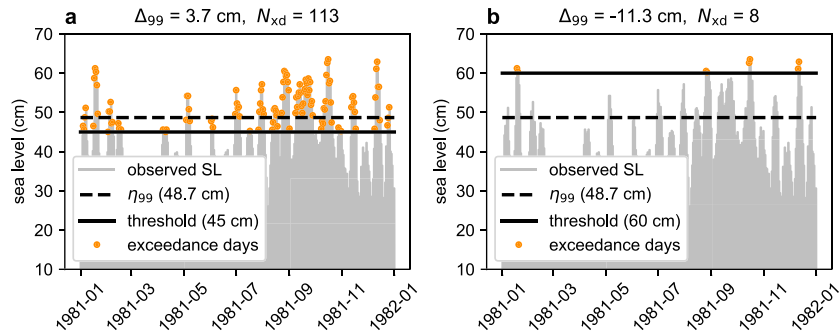 a
Δ99 = 3.7 cm, Nxd = 113
70
60
50
40
30
20
10
sea level (cm)
observed SL
η99 (48.7 cm)
threshold (45 cm)
exceedance days
1981-01
1981-03
1981-05
1981-07
1981-09
1981-11
1982-01
b
Δ99 = -11.3 cm, Nxd = 8
70
60
50
40
30
20
10
sea level (cm)
observed SL
η99 (48.7 cm)
threshold (60 cm)
exceedance days
1981-01
1981-03
1981-05
1981-07
1981-09
1981-11
1982-01